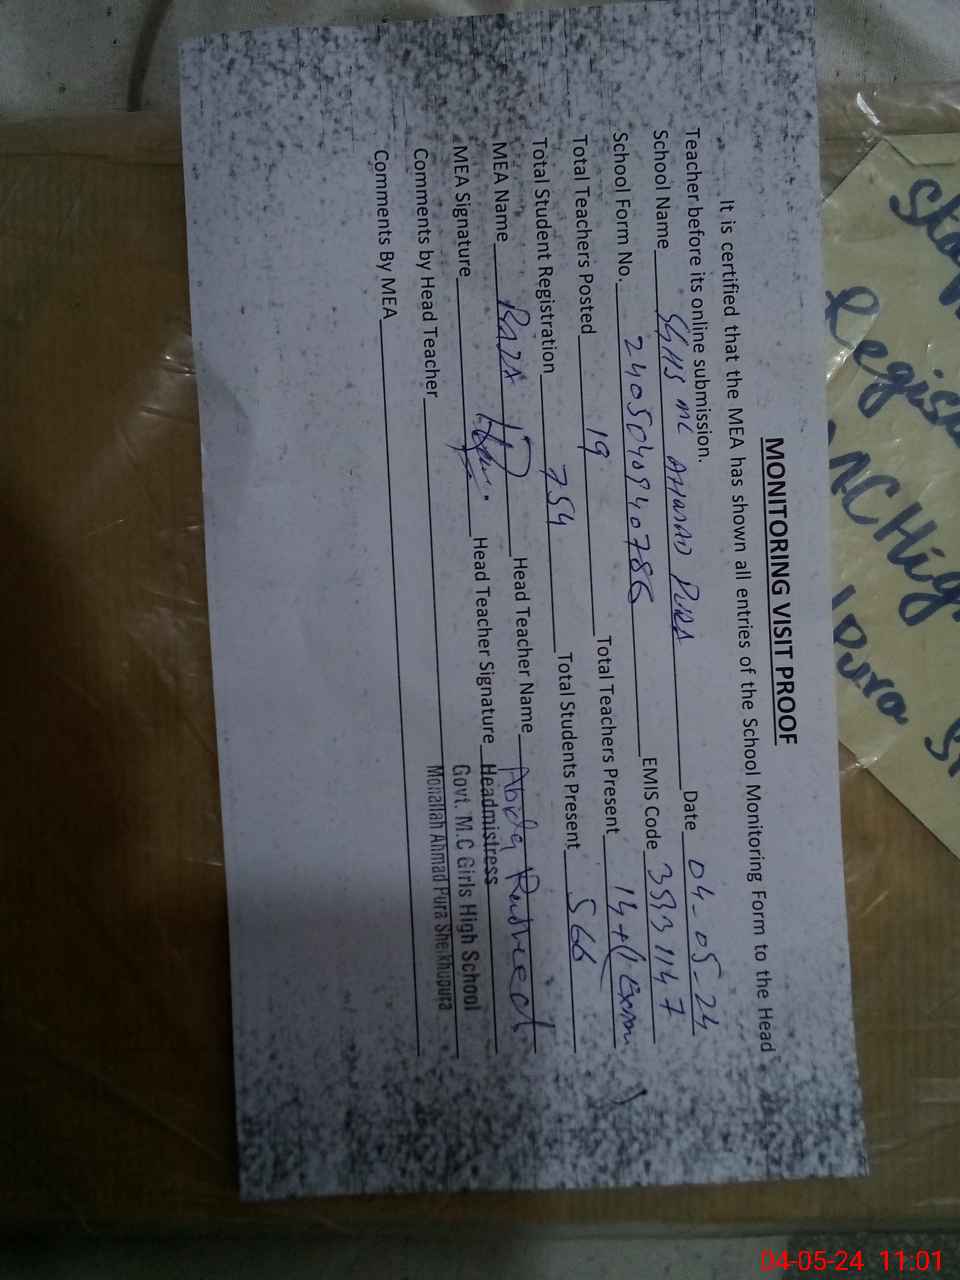 MONITORING VISIT PROOF
It is certified that the MEA has shown all entries of the School Monitoring Form to the Head
Teacher before its online submission.
School Name GGHS MC AHMAD PURA Date 04-05-24
School Form No. 2405040940786 EMIS Code 35931147
Total Teachers Posted 19 Total Teachers Present 14+(1 Exam)
Total Student Registration 754 Total Students Present 566
MEA Name RAZA Head Teacher Name Abida Rasheed
MEA Signature Head Teacher Signature Headmistress
Govt. M.C Girls High School
Mohallah Ahmad Pura Sheikhupura
Comments by Head Teacher
Comments By MEA
Pura
04-05-24 11:01